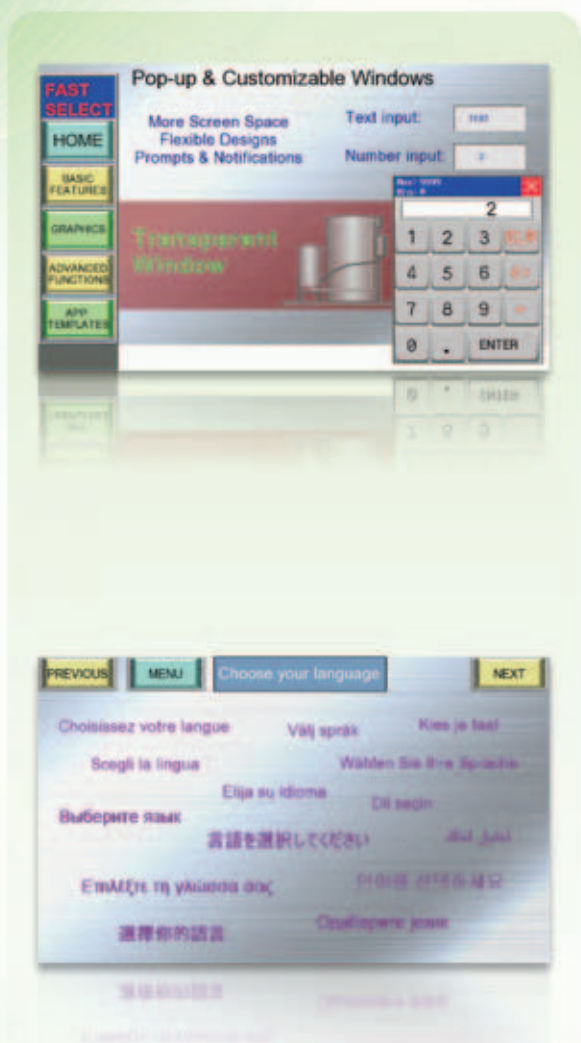 Pop-up & Customizable Windows
FAST
SELECT
HOME
BASIC
FEATURES
GRAPHICS
ADVANCED
FUNCTIONS
APP
TEMPLATES
More Screen Space
Flexible Designs
Prompts & Notifications
Text input:
Number input:
Transparent
Window
2
1 2 3
4 5 6
7 8 9
0 . ENTER
PREVIOUS
MENU
Choose your language
NEXT
Choisissez votre langue
Välj språk
Kies je taal
Scegli la lingua
Wählen Sie Ihre Sprache
Elija su idioma
Dil seçin
Выберите язык
言語を選択してください
Επιλέξτε τη γλώσσα σας
選擇你的語言